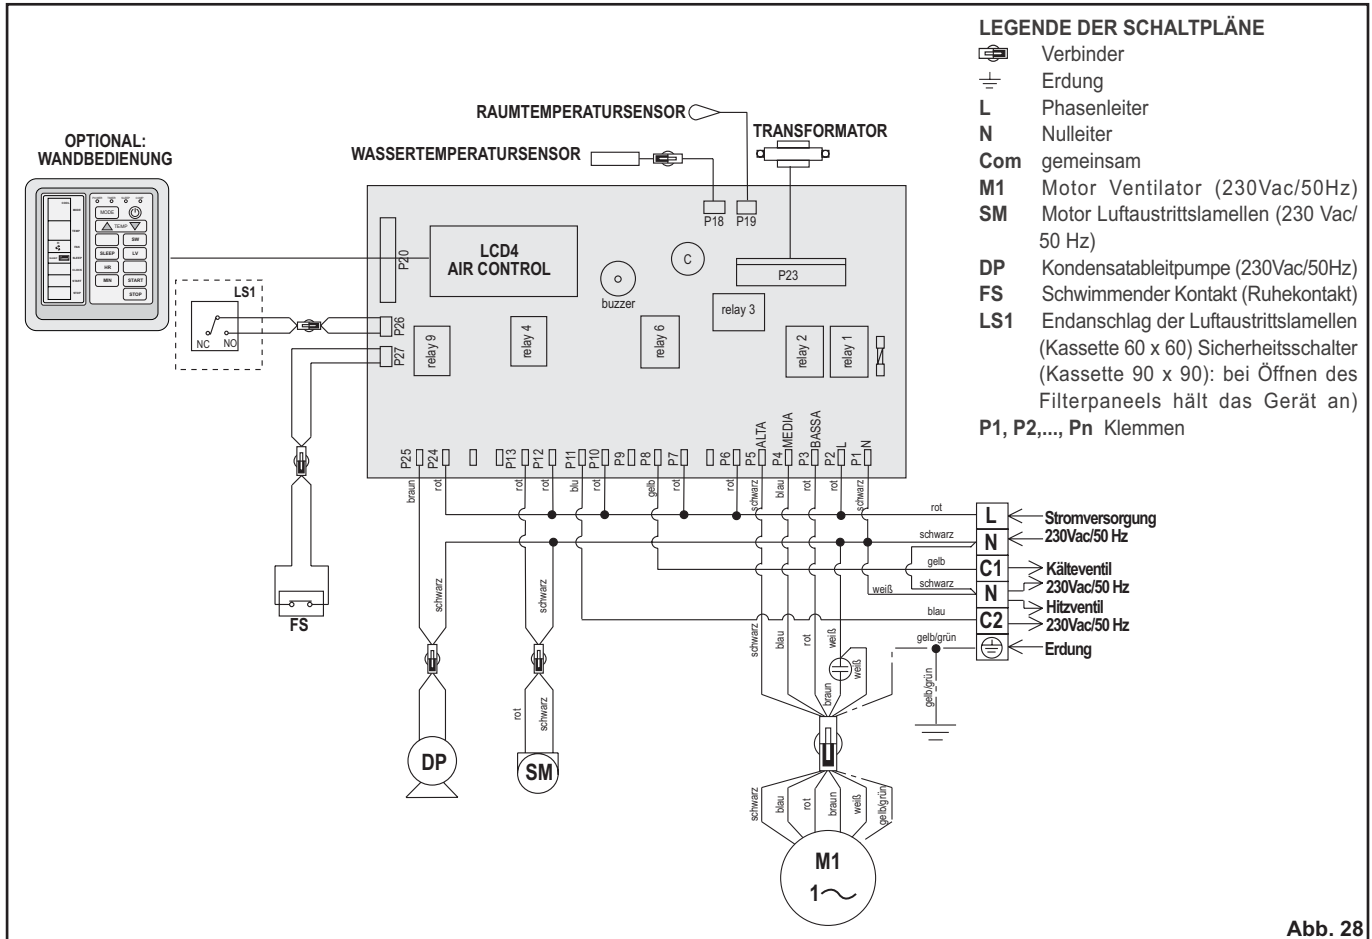 LEGENDE DER SCHALTPLÄNE
Verbinder
Erdung
L Phasenleiter
N Nulleiter
Com gemeinsam
M1 Motor Ventilator (230Vac/50Hz)
SM Motor Luftaustrittslamellen (230 Vac/
50 Hz)
DP Kondensatableitpumpe (230Vac/50Hz)
FS Schwimmender Kontakt (Ruhekontakt)
LS1 Endanschlag der Luftaustrittslamellen
(Kassette 60 x 60) Sicherheitsschalter
(Kassette 90 x 90): bei Öffnen des
Filterpaneels hält das Gerät an)
P1, P2,..., Pn Klemmen
RAUMTEMPERATURSENSOR
TRANSFORMATOR
WASSERTEMPERATURSENSOR
OPTIONAL:
WANDBEDIENUNG
MODE
TEMP
SW
SLEEP LV
HR
MIN START
STOP
LS1
NC NO
P20
LCD4
AIR CONTROL
P18 P19
C
P23
buzzer
P26
P27
relay 9
relay 4
relay 6
relay 3
relay 2
relay 1
P25
P24
P13
P12
P11
P10
P9
P8
P7
P6
P5 ALTA
P4 MEDIA
P3 BASSA
P2 L
P1 N
braun
rot
rot
rot
blu
rot
gelb
rot
rot
schwarz
blau
rot
rot
schwarz
rot
L
Stromversorgung
230Vac/50 Hz
schwarz
N
gelb
C1
Kälteventil
230Vac/50 Hz
schwarz
weiß
N
Hitzventil
230Vac/50 Hz
blau
C2
gelb/grün
Erdung
gelb/grün
schwarz
schwarz
FS
schwarz
blau
rot
weiß
weiß
braun
rot
schwarz
DP
SM
schwarz
blau
rot
braun
weiß
gelb/grün
M1
1
Abb. 28